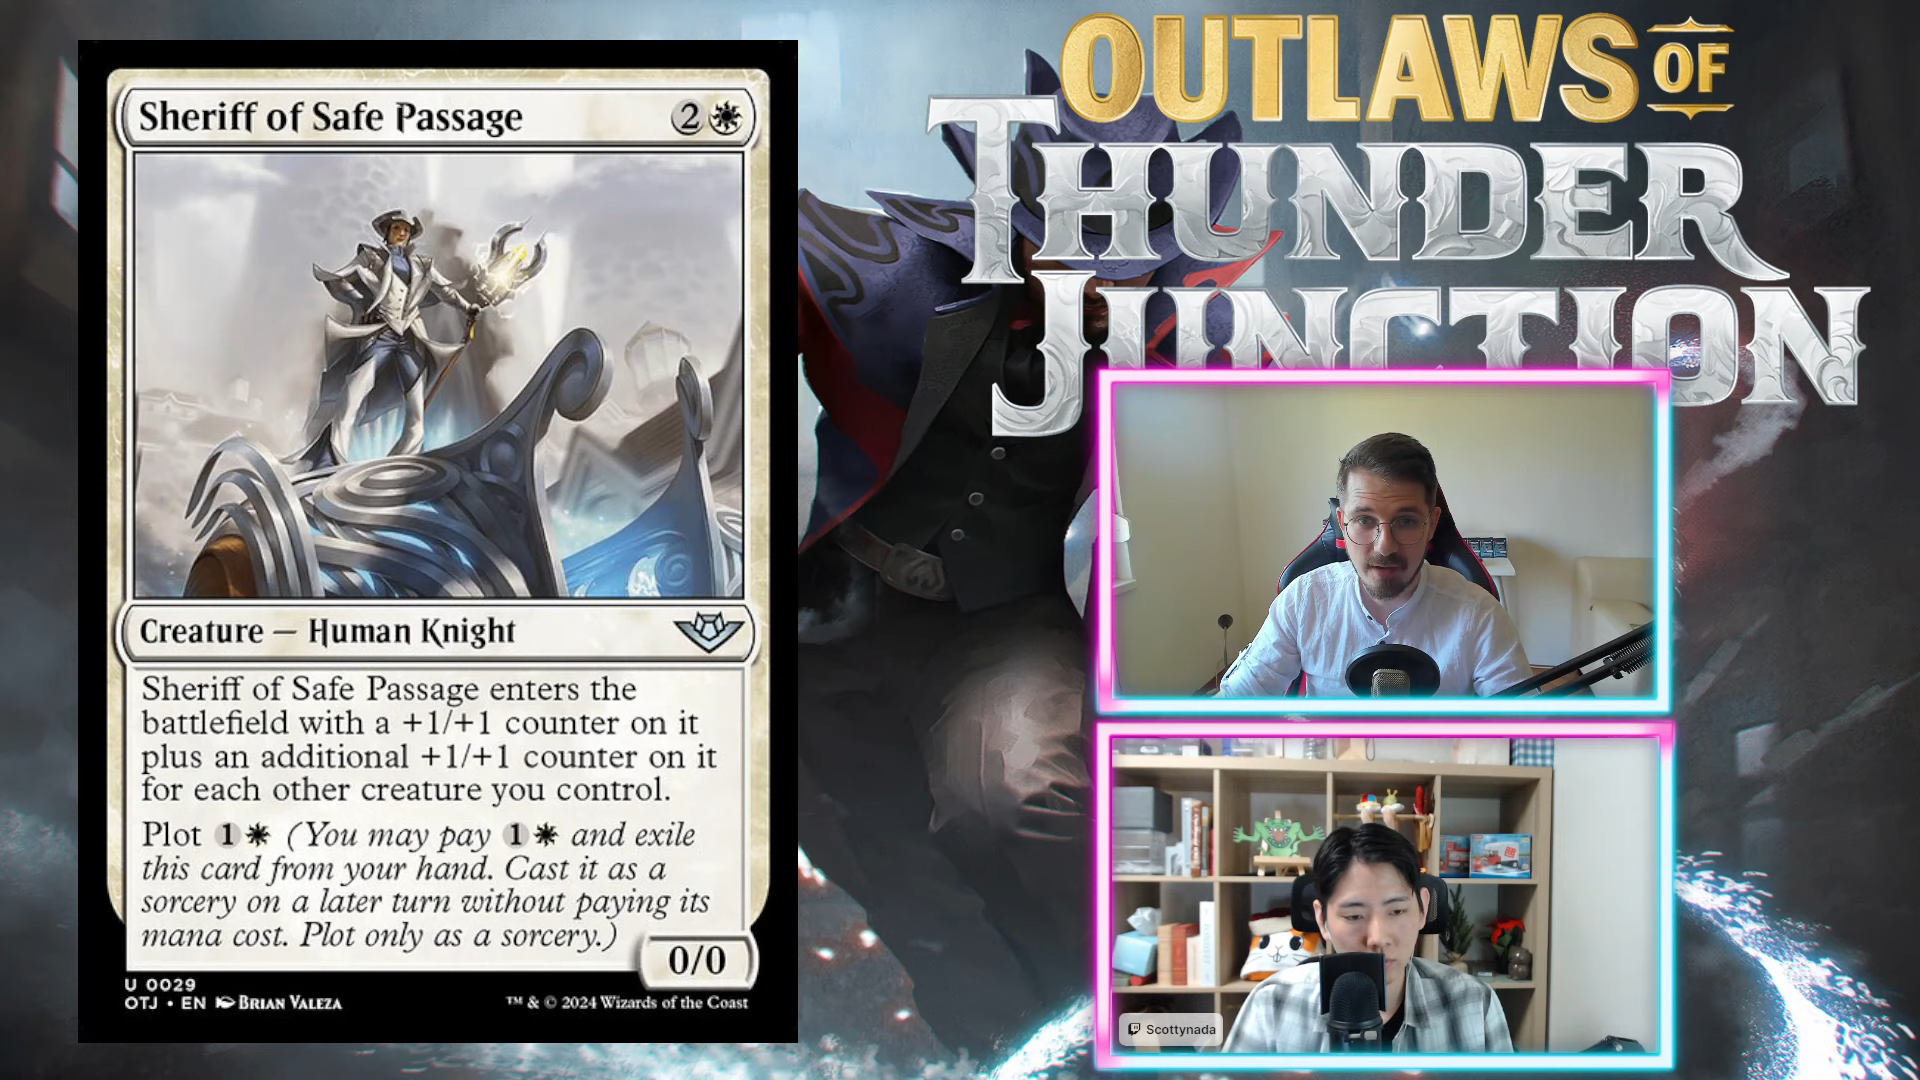 Sheriff of Safe Passage 2
Creature — Human Knight
Sheriff of Safe Passage enters the
battlefield with a +1/+1 counter on it
plus an additional +1/+1 counter on it
for each other creature you control.
Plot 1 (You may pay 1 and exile
this card from your hand. Cast it as a
sorcery on a later turn without paying its
mana cost. Plot only as a sorcery.)
0/0
U 0029
OTJ • EN BRIAN VALEZA
™ & © 2024 Wizards of the Coast
OUTLAWS OF
THUNDER
JUNCTION
Scottynada